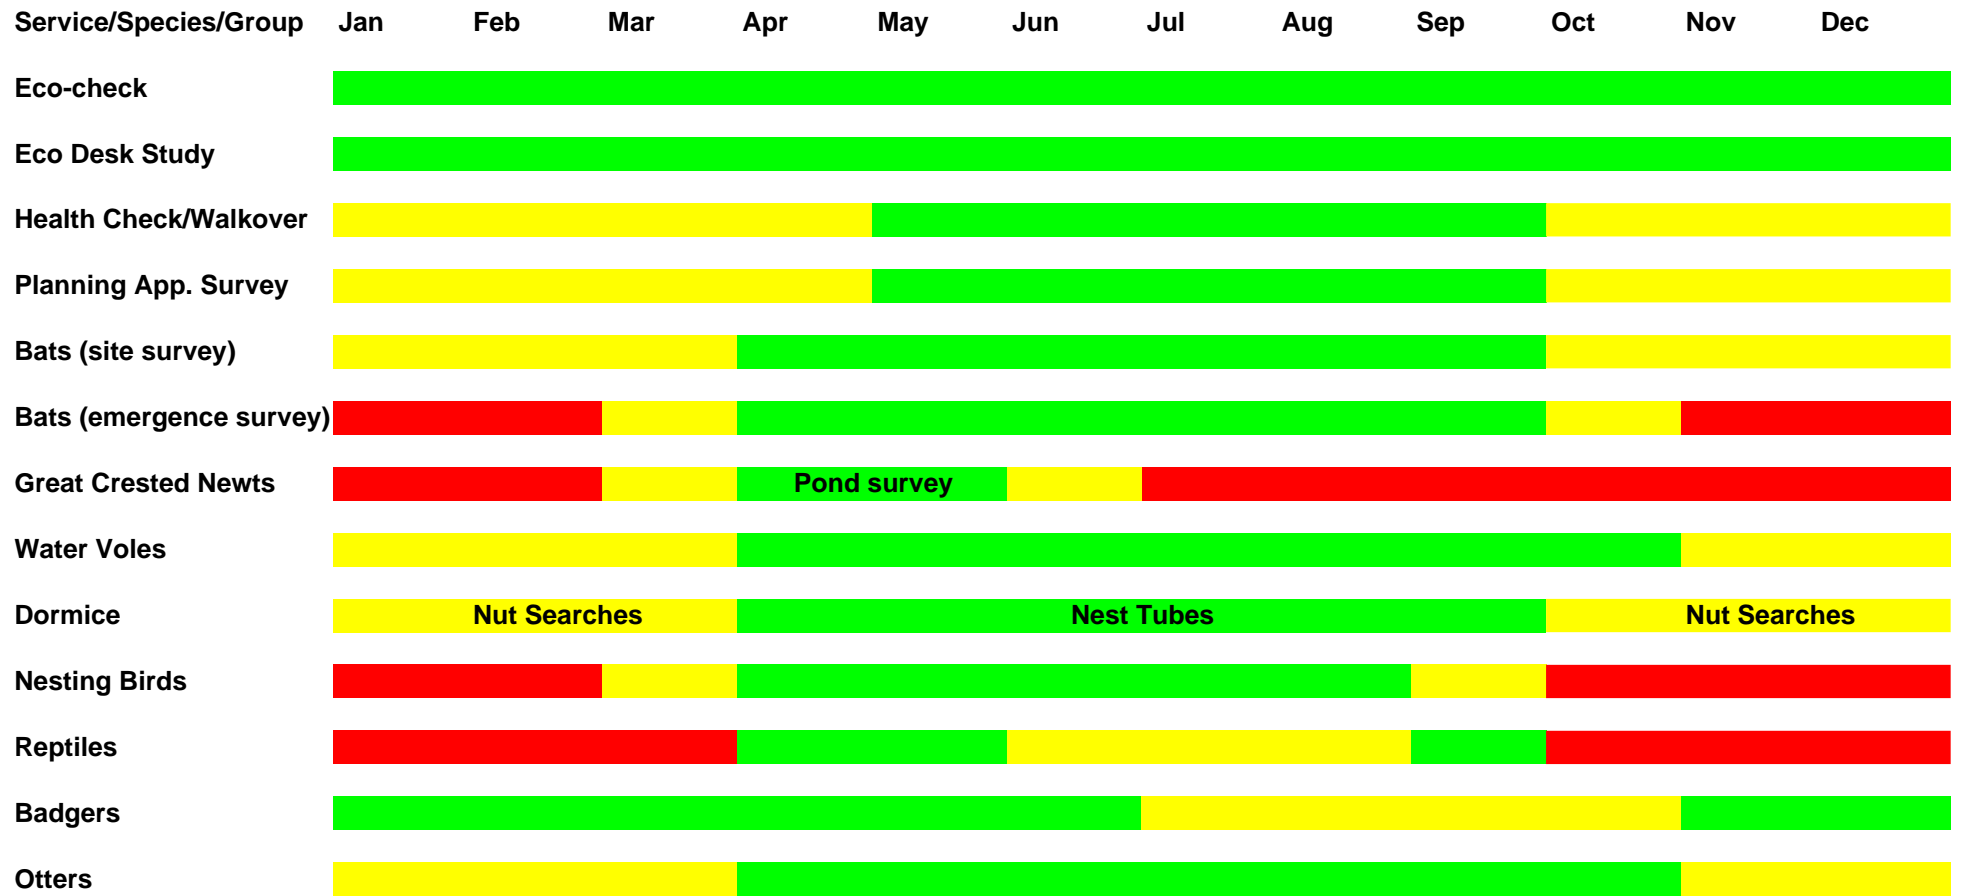 Service/Species/Group Jan Feb Mar Apr May Jun Jul Aug Sep Oct Nov Dec
Eco-check
Eco Desk Study
Health Check/Walkover
Planning App. Survey
Bats (site survey)
Bats (emergence survey)
Great Crested Newts Pond survey
Water Voles
Dormice Nut Searches Nest Tubes Nut Searches
Nesting Birds
Reptiles
Badgers
Otters